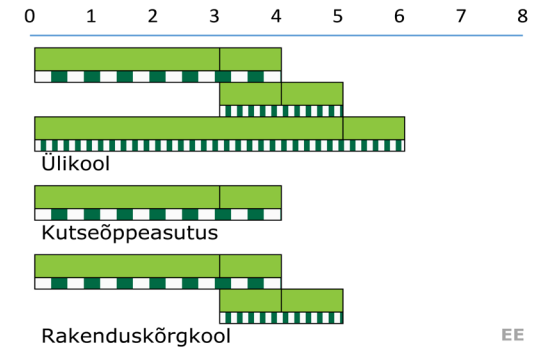 0 1 2 3 4 5 6 7 8
Ülikool
Kutseõppeasutus
Rakenduskõrgkool
EE